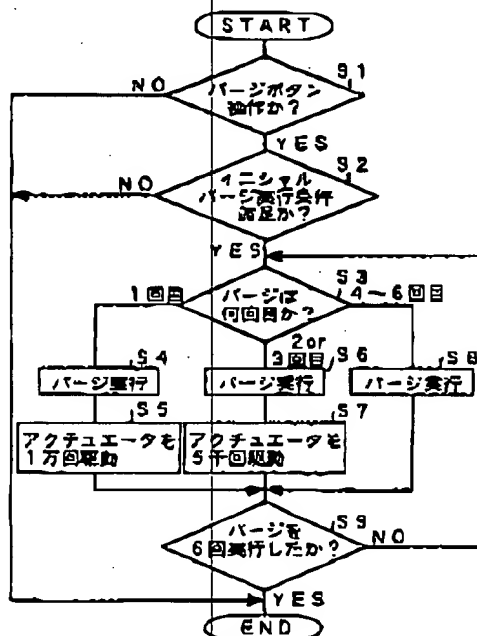 START
S1
NO
パージボタン
操作か?
YES
S2
NO
イニシャル
パージ実行条件
満足か?
YES
S3
1回目
パージは
何回目か?
4〜6回目
2or
3回目
S4
パージ実行
S6
パージ実行
S8
パージ実行
S5
アクチュエータを
1万回駆動
S7
アクチュエータを
5千回駆動
S9
パージを
6回実行したか?
NO
YES
END